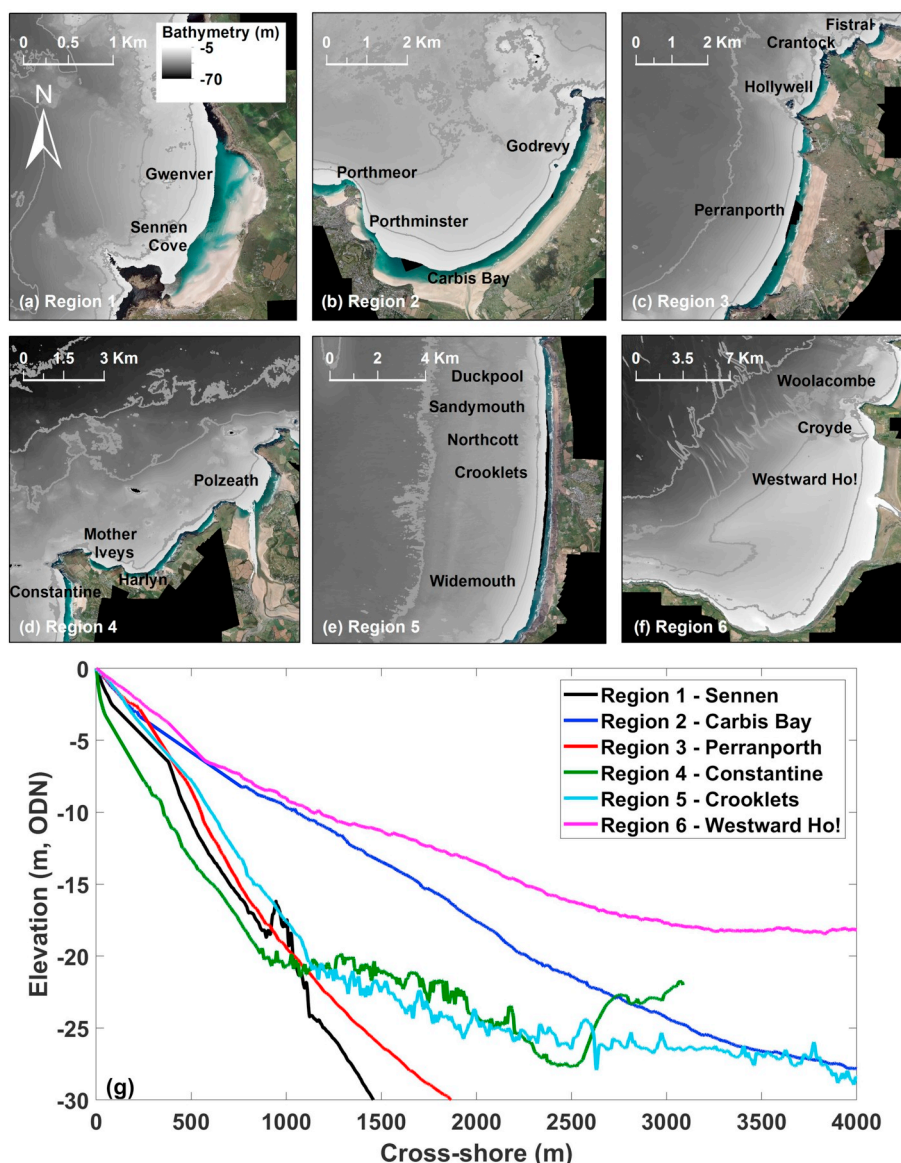 0 0.5 1 Km
Bathymetry (m)
-5
-70
N
Gwenver
Sennen
Cove
(a) Region 1
0 1 2 Km
Godrevy
Porthmeor
Porthminster
Carbis Bay
(b) Region 2
0 1 2 Km
Fistral
Crantock
Hollywell
Perranporth
(c) Region 3
0 1.5 3 Km
Polzeath
Mother
Iveys
Harlyn
Constantine
(d) Region 4
0 2 4 Km
Duckpool
Sandymouth
Northcott
Crooklets
Widemouth
(e) Region 5
0 3.5 7 Km
Woolacombe
Croyde
Westward Ho!
(f) Region 6
Region 1 - Sennen
Region 2 - Carbis Bay
Region 3 - Perranporth
Region 4 - Constantine
Region 5 - Crooklets
Region 6 - Westward Ho!
0
-5
-10
-15
-20
-25
-30
Elevation (m, ODN)
(g)
0 500 1000 1500 2000 2500 3000 3500 4000
Cross-shore (m)